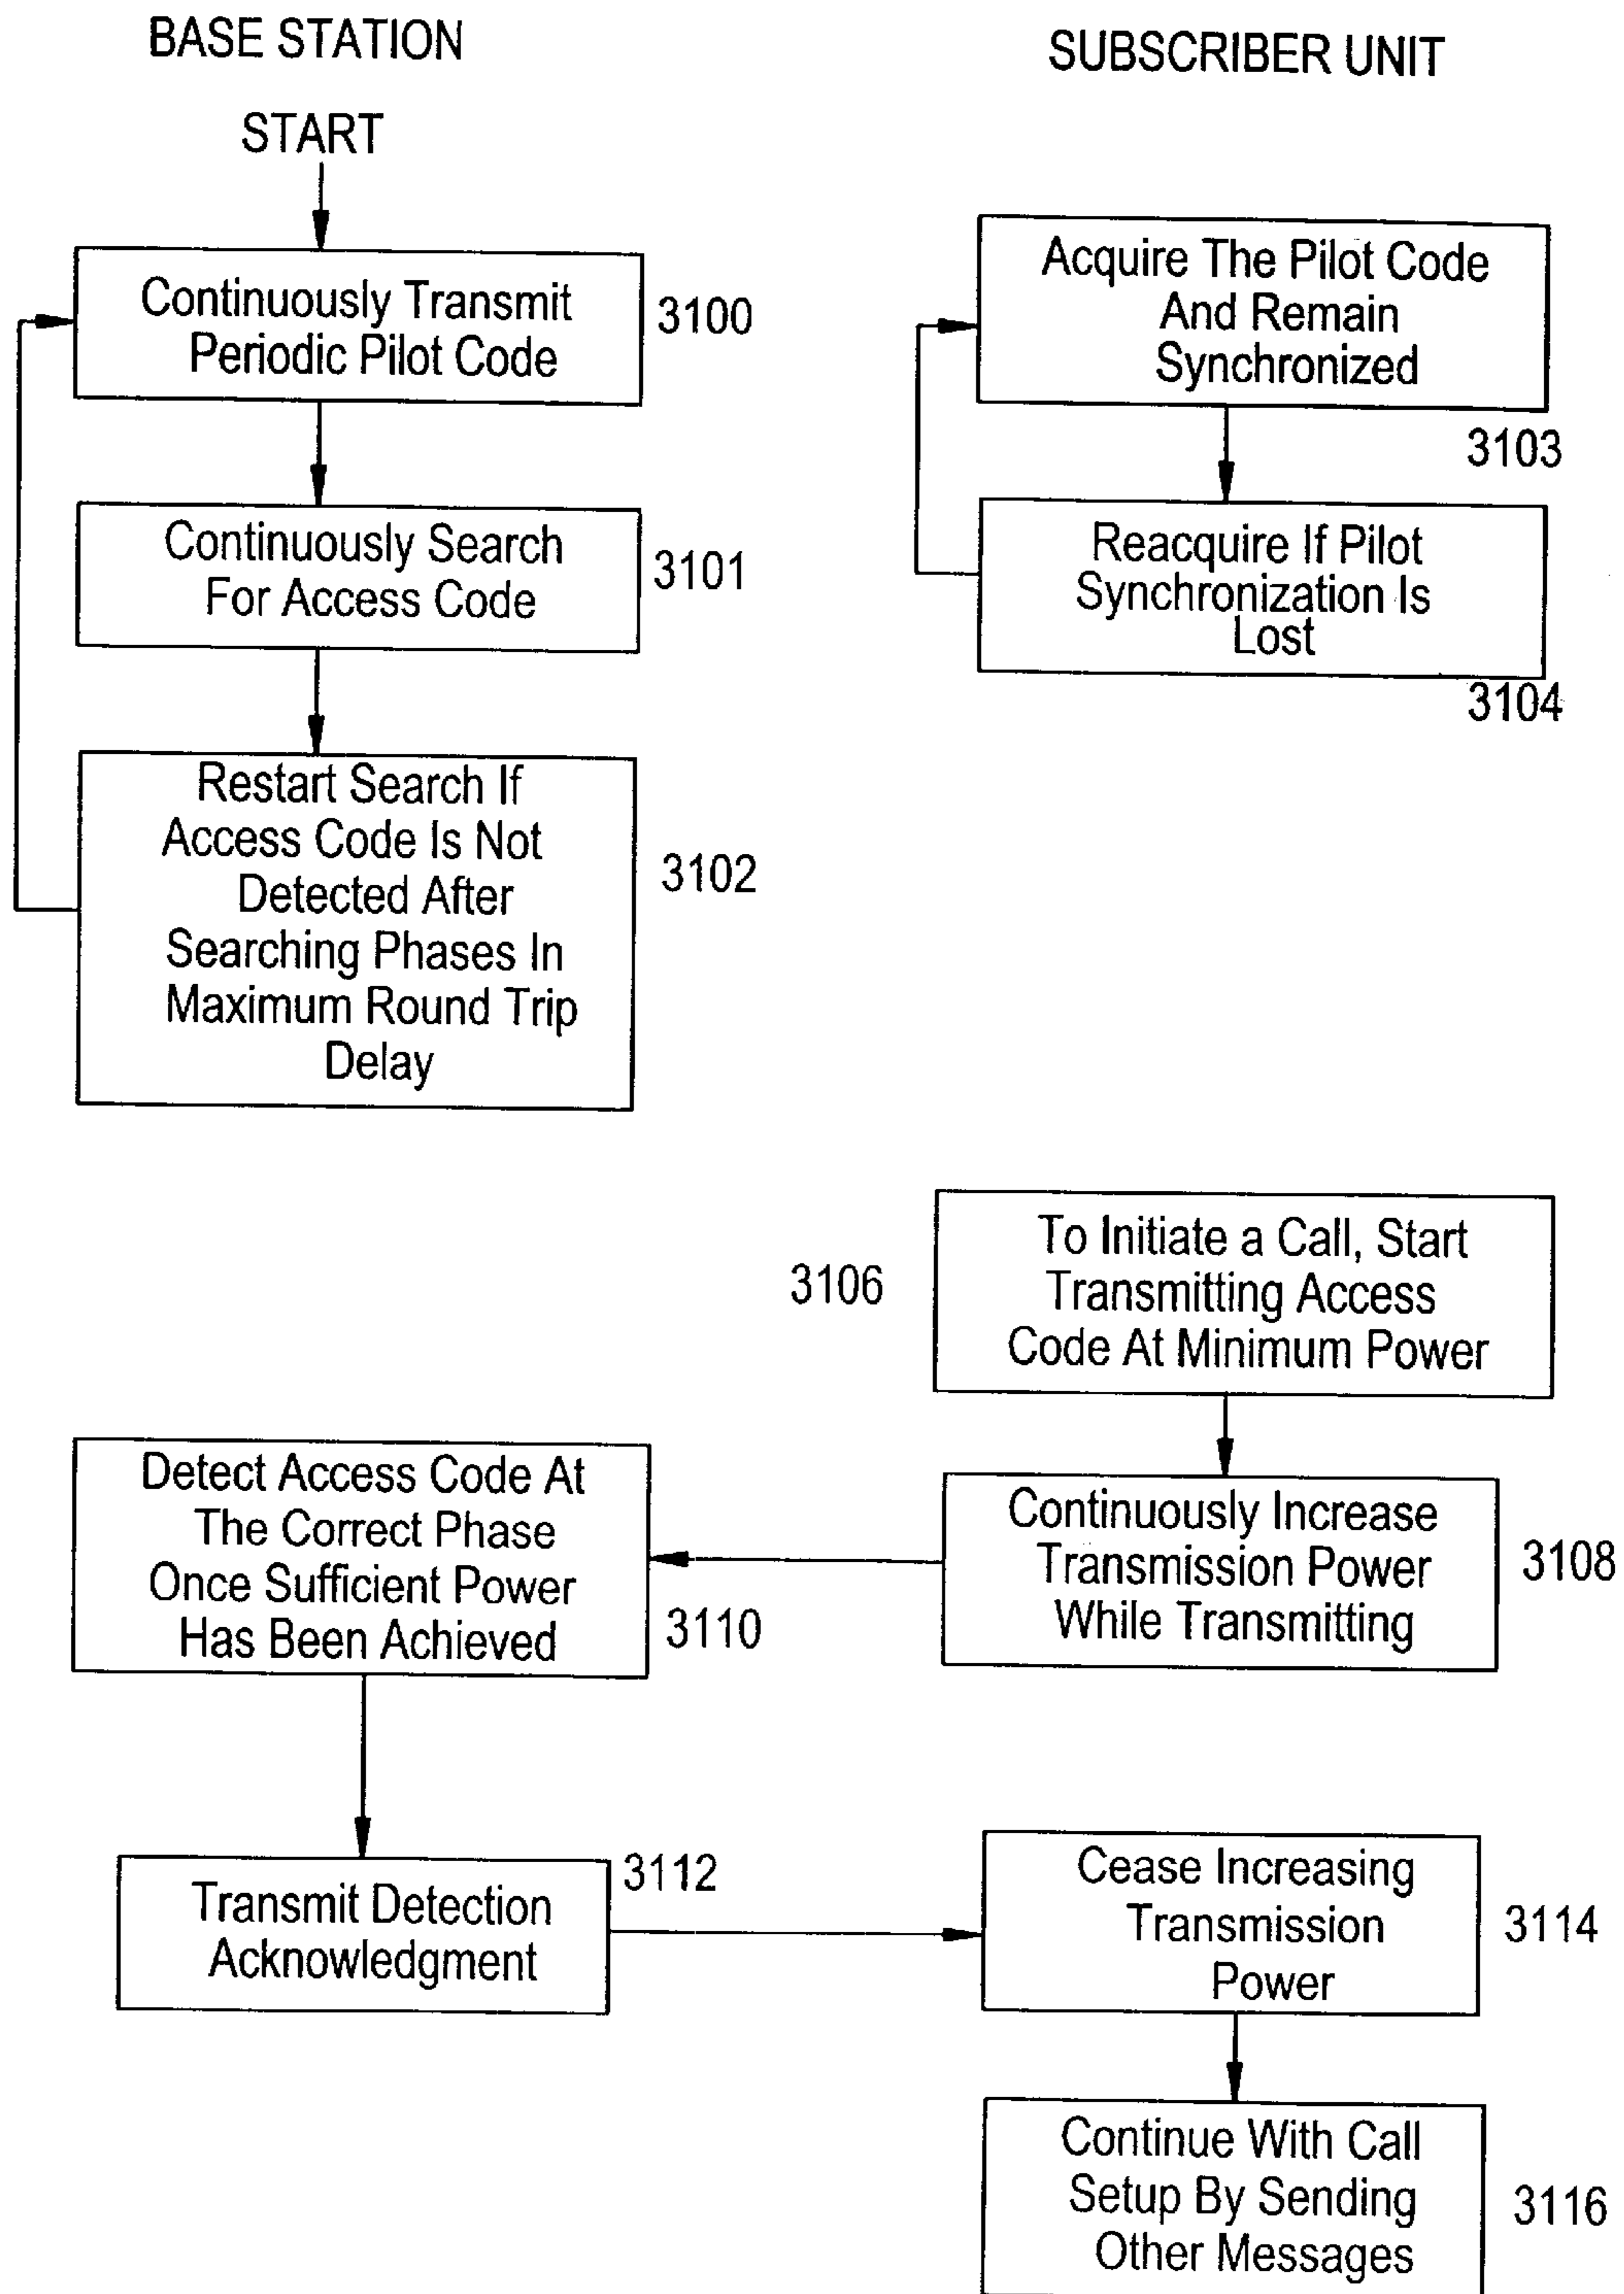 BASE STATION
START
Continuously Transmit
Periodic Pilot Code
3100
Continuously Search
For Access Code
3101
Restart Search If
Access Code Is Not
Detected After
Searching Phases In
Maximum Round Trip
Delay
3102
SUBSCRIBER UNIT
Acquire The Pilot Code
And Remain
Synchronized
3103
Reacquire If Pilot
Synchronization Is
Lost
3104
3106
To Initiate a Call, Start
Transmitting Access
Code At Minimum Power
Continuously Increase
Transmission Power
While Transmitting
3108
Detect Access Code At
The Correct Phase
Once Sufficient Power
Has Been Achieved
3110
Transmit Detection
Acknowledgment
3112
Cease Increasing
Transmission
Power
3114
Continue With Call
Setup By Sending
Other Messages
3116